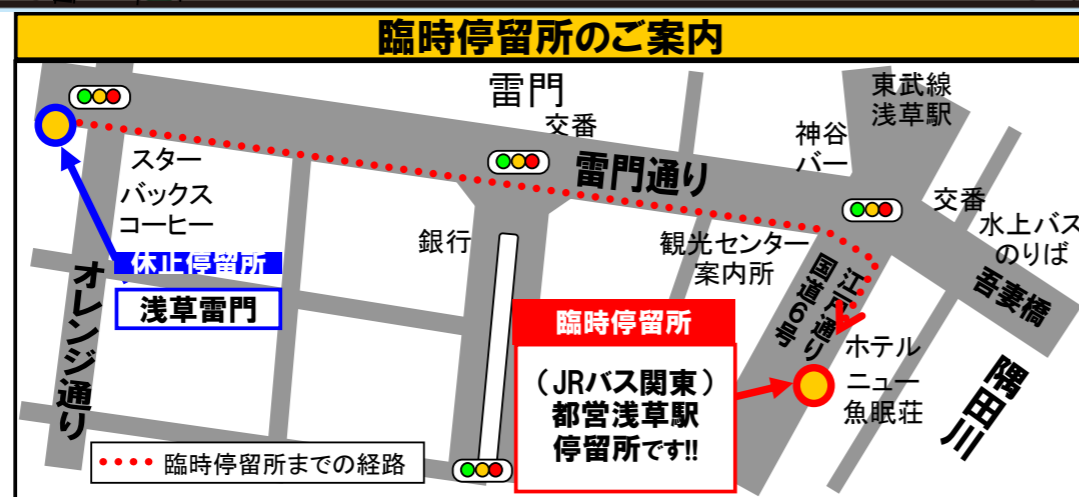 臨時停留所のご案内
雷門
交番
東武線
浅草駅
神谷
バー
スター
バックス
コーヒー
雷門通り
交番
水上バス
のりば
銀行
観光センター
案内所
休止停留所
浅草雷門
オレンジ通り
江戸通り
国道6号
吾妻橋
臨時停留所
(JRバス関東)
都営浅草駅
停留所です!!
ホテル
ニュー
魚眠荘
隅田川
臨時停留所までの経路